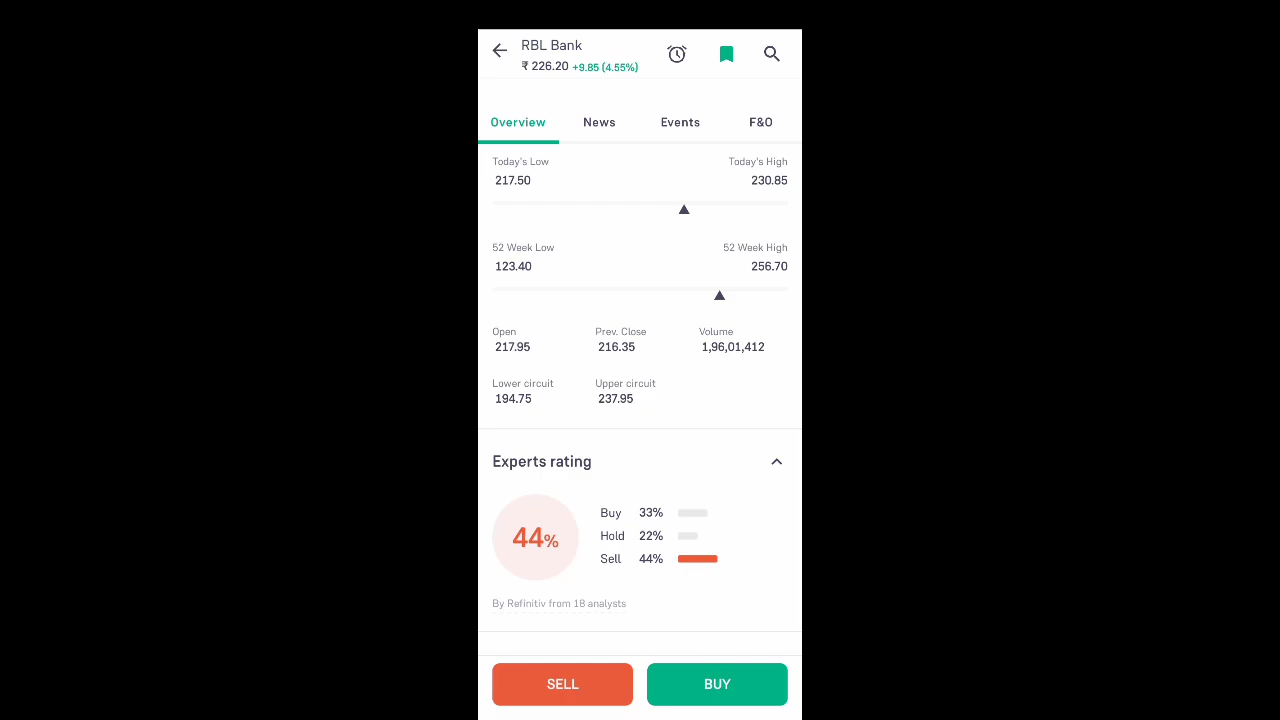 RBL Bank
₹ 226.20 +9.85 (4.55%)
Overview News Events F&O
Today's Low Today's High
217.50 230.85
52 Week Low 52 Week High
123.40 256.70
Open Prev. Close Volume
217.95 216.35 1,96,01,412
Lower circuit Upper circuit
194.75 237.95
Experts rating
44%
Buy 33%
Hold 22%
Sell 44%
By Refinitiv from 18 analysts
SELL BUY